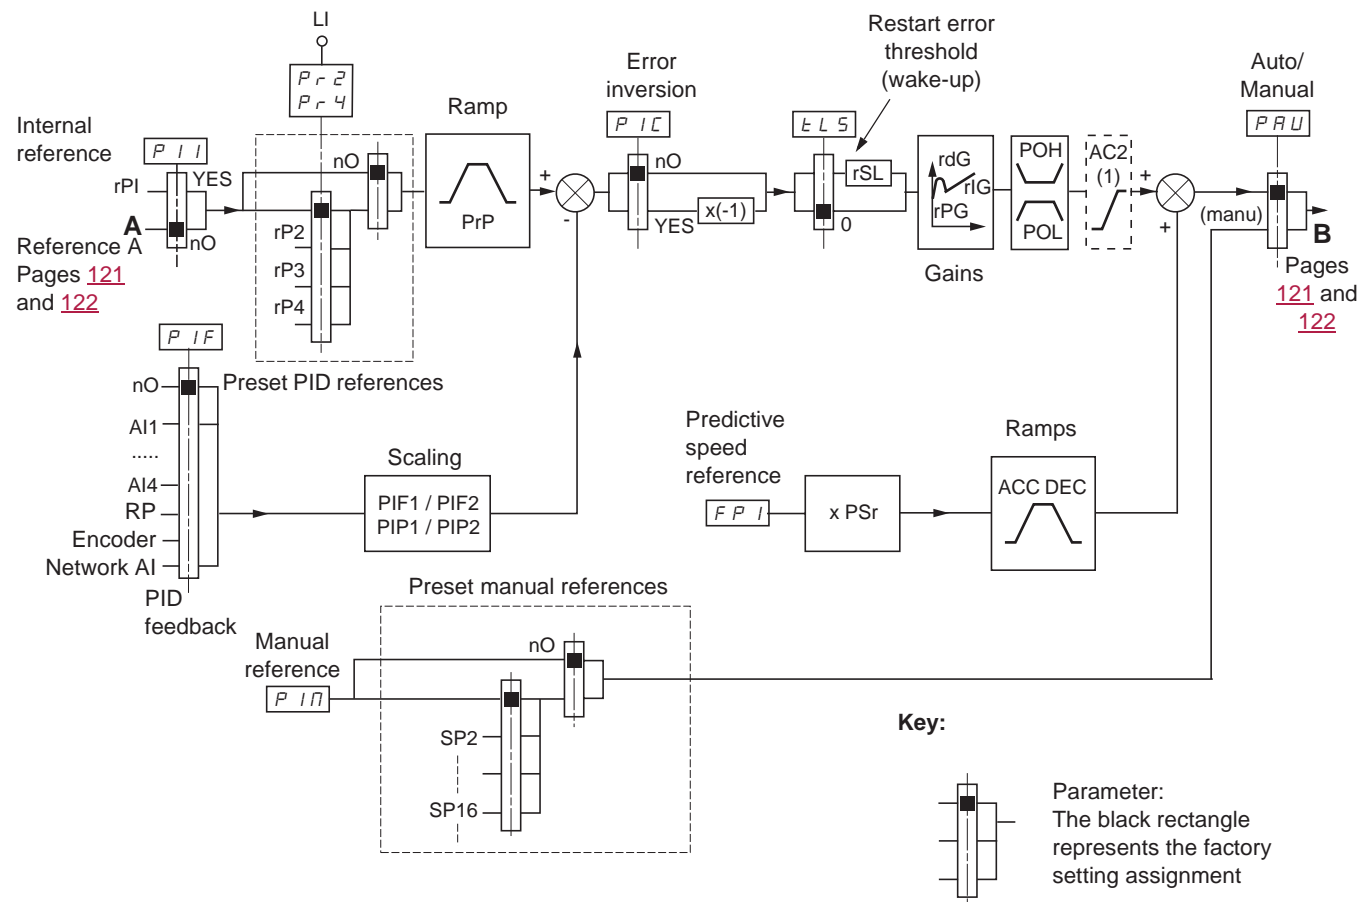 LI
Pr2
Pr4
Restart error
threshold
(wake-up)
Error
inversion
Auto/
Manual
Ramp
Internal
reference
PII
PIC
tLS
PAU
rPI
YES
nO
A
nO
Reference A
Pages 121
and 122
rP2
rP3
rP4
PrP
+
-
nO
YES
x(-1)
rSL
0
rdG
rIG
rPG
Gains
POH
POL
AC2
(1)
+
+
(manu)
B
Pages
121 and
122
PIF
Preset PID references
nO
AI1
.....
AI4
RP
Encoder
Network AI
PID
feedback
Scaling
PIF1 / PIF2
PIP1 / PIP2
Predictive
speed
reference
FPI
x PSr
Ramps
ACC DEC
Preset manual references
Manual
reference
PIM
nO
SP2
SP16
Key:
Parameter:
The black rectangle
represents the factory
setting assignment